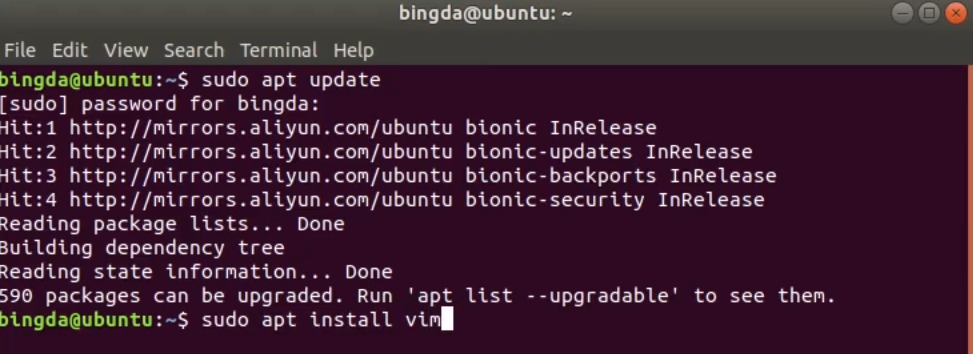 bingda@ubuntu: ~
File Edit View Search Terminal Help
bingda@ubuntu:~$ sudo apt update
[sudo] password for bingda:
Hit:1 http://mirrors.aliyun.com/ubuntu bionic InRelease
Hit:2 http://mirrors.aliyun.com/ubuntu bionic-updates InRelease
Hit:3 http://mirrors.aliyun.com/ubuntu bionic-backports InRelease
Hit:4 http://mirrors.aliyun.com/ubuntu bionic-security InRelease
Reading package lists... Done
Building dependency tree
Reading state information... Done
590 packages can be upgraded. Run 'apt list --upgradable' to see them.
bingda@ubuntu:~$ sudo apt install vim